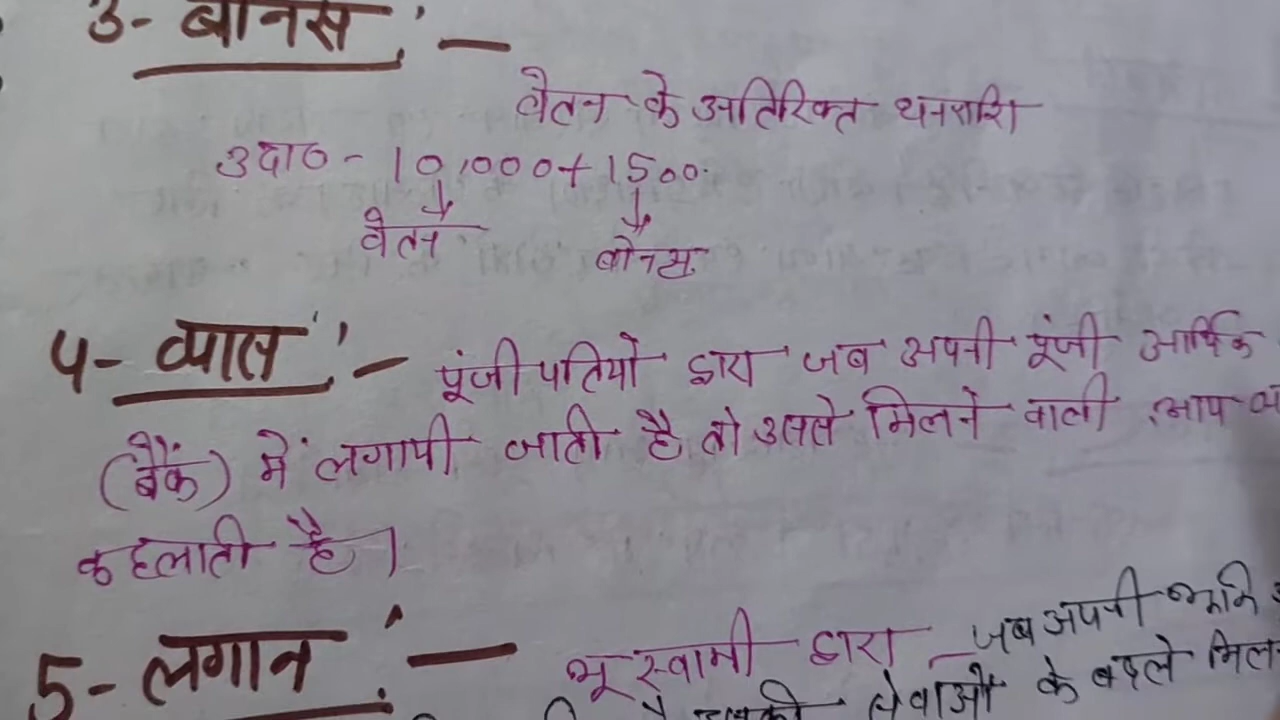 3- बोनस :-
वेतन के अतिरिक्त धनराशि
उदा०- 10,000+1500.
वेतन बोनस.
4- व्याज :- पूंजीपतियो द्वारा जब अपनी पूंजी आर्थिक
(बैंक) में लगायी जाती है तो उससे मिलने वाली आय
कहलाती है।
5- लगान :- भू स्वामी द्वारा जब अपनी भूमि
सेवाओं के बदले